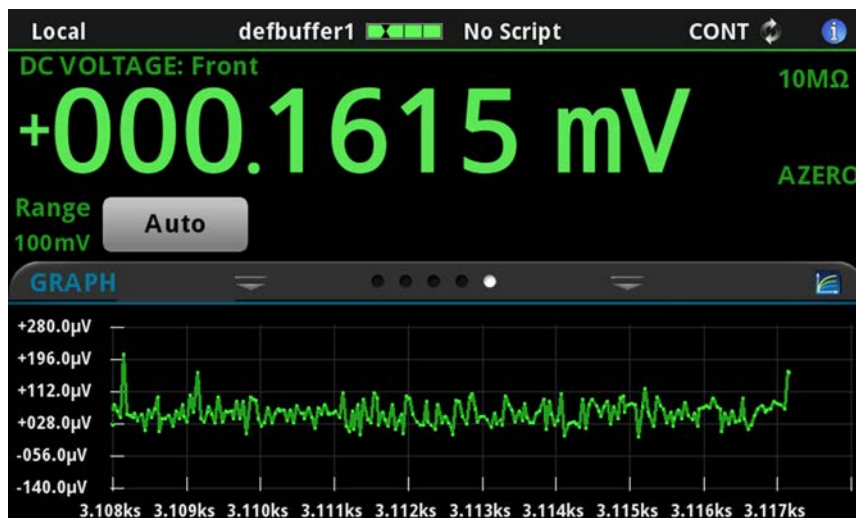 Local defbuffer1 No Script CONT i
DC VOLTAGE: Front
10MΩ
+000.1615 mV
AZERO
Range
100mV
Auto
GRAPH
+280.0µV
+196.0µV
+112.0µV
+028.0µV
-056.0µV
-140.0µV
3.108ks 3.109ks 3.110ks 3.111ks 3.112ks 3.113ks 3.114ks 3.115ks 3.116ks 3.117ks